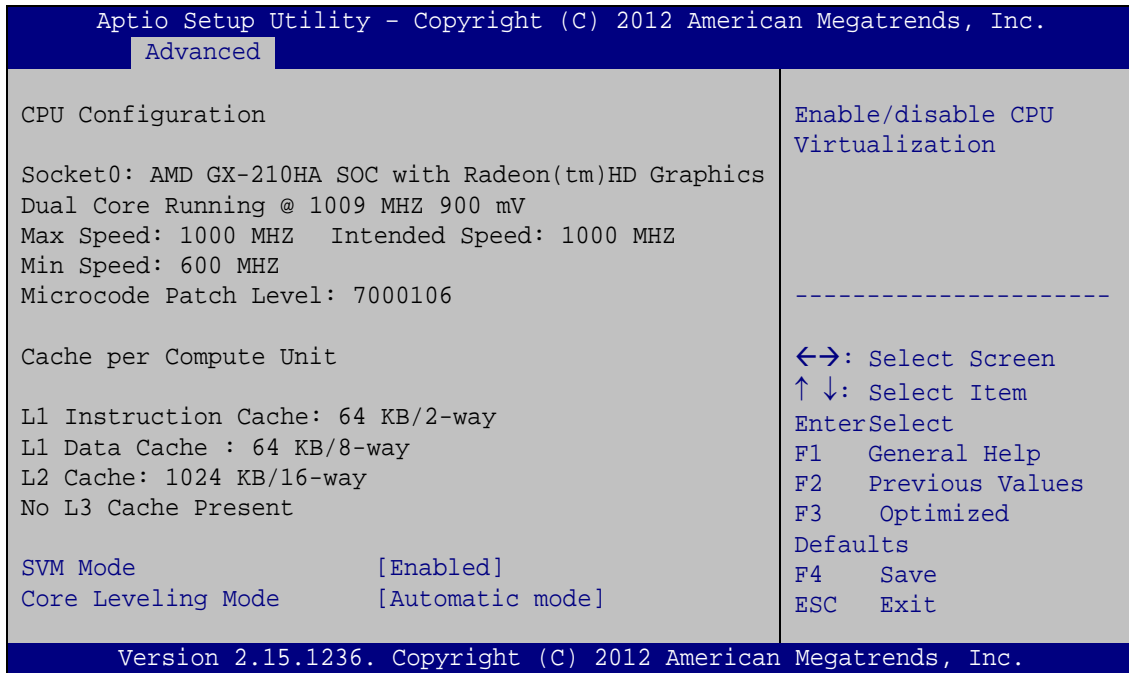 Aptio Setup Utility – Copyright (C) 2012 American Megatrends, Inc.
Advanced
CPU Configuration
Socket0: AMD GX-210HA SOC with Radeon(tm)HD Graphics
Dual Core Running @ 1009 MHZ 900 mV
Max Speed: 1000 MHZ Intended Speed: 1000 MHZ
Min Speed: 600 MHZ
Microcode Patch Level: 7000106
Cache per Compute Unit
L1 Instruction Cache: 64 KB/2-way
L1 Data Cache : 64 KB/8-way
L2 Cache: 1024 KB/16-way
No L3 Cache Present
SVM Mode [Enabled]
Core Leveling Mode [Automatic mode]
Enable/disable CPU
Virtualization
----------------------
←→: Select Screen
↑ ↓: Select Item
EnterSelect
F1 General Help
F2 Previous Values
F3 Optimized
Defaults
F4 Save
ESC Exit
Version 2.15.1236. Copyright (C) 2012 American Megatrends, Inc.